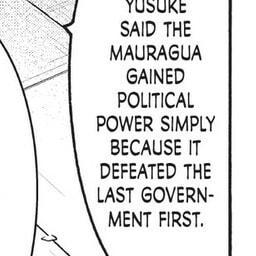 YUSUKE
SAID THE
MAURAGUA
GAINED
POLITICAL
POWER SIMPLY
BECAUSE IT
DEFEATED THE
LAST GOVERN-
MENT FIRST.